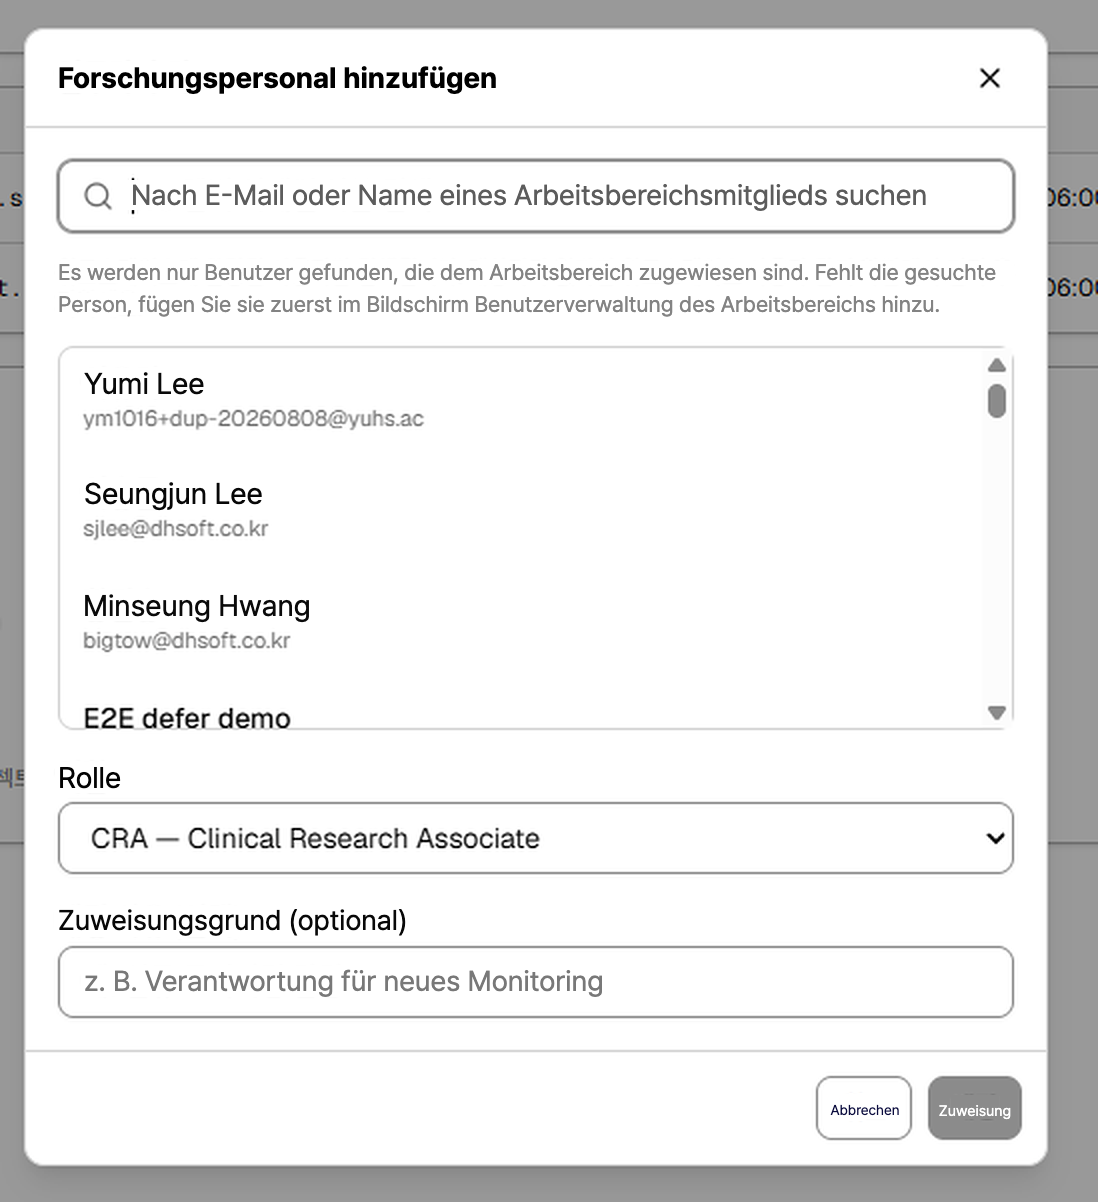 Forschungspersonal hinzufügen
Nach E-Mail oder Name eines Arbeitsbereichsmitglieds suchen
Es werden nur Benutzer gefunden, die dem Arbeitsbereich zugewiesen sind. Fehlt die gesuchte
Person, fügen Sie sie zuerst im Bildschirm Benutzerverwaltung des Arbeitsbereichs hinzu.
Yumi Lee
ym1016+dup-20260808@yuhs.ac
Seungjun Lee
sjlee@dhsoft.co.kr
Minseung Hwang
bigtow@dhsoft.co.kr
E2E defer demo
Rolle
CRA — Clinical Research Associate
Zuweisungsgrund (optional)
z. B. Verantwortung für neues Monitoring
Abbrechen
Zuweisung